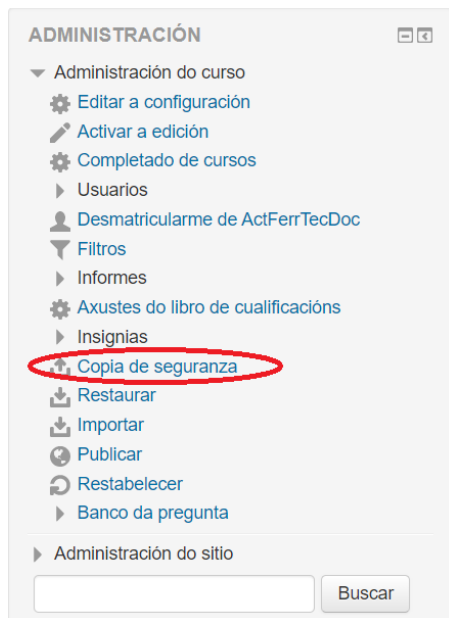 ADMINISTRACIÓN
Administración do curso
Editar a configuración
Activar a edición
Completado de cursos
Usuarios
Desmatricularme de ActFerrTecDoc
Filtros
Informes
Axustes do libro de cualificacións
Insignias
Copia de seguranza
Restaurar
Importar
Publicar
Restabelecer
Banco da pregunta
Administración do sitio
Buscar